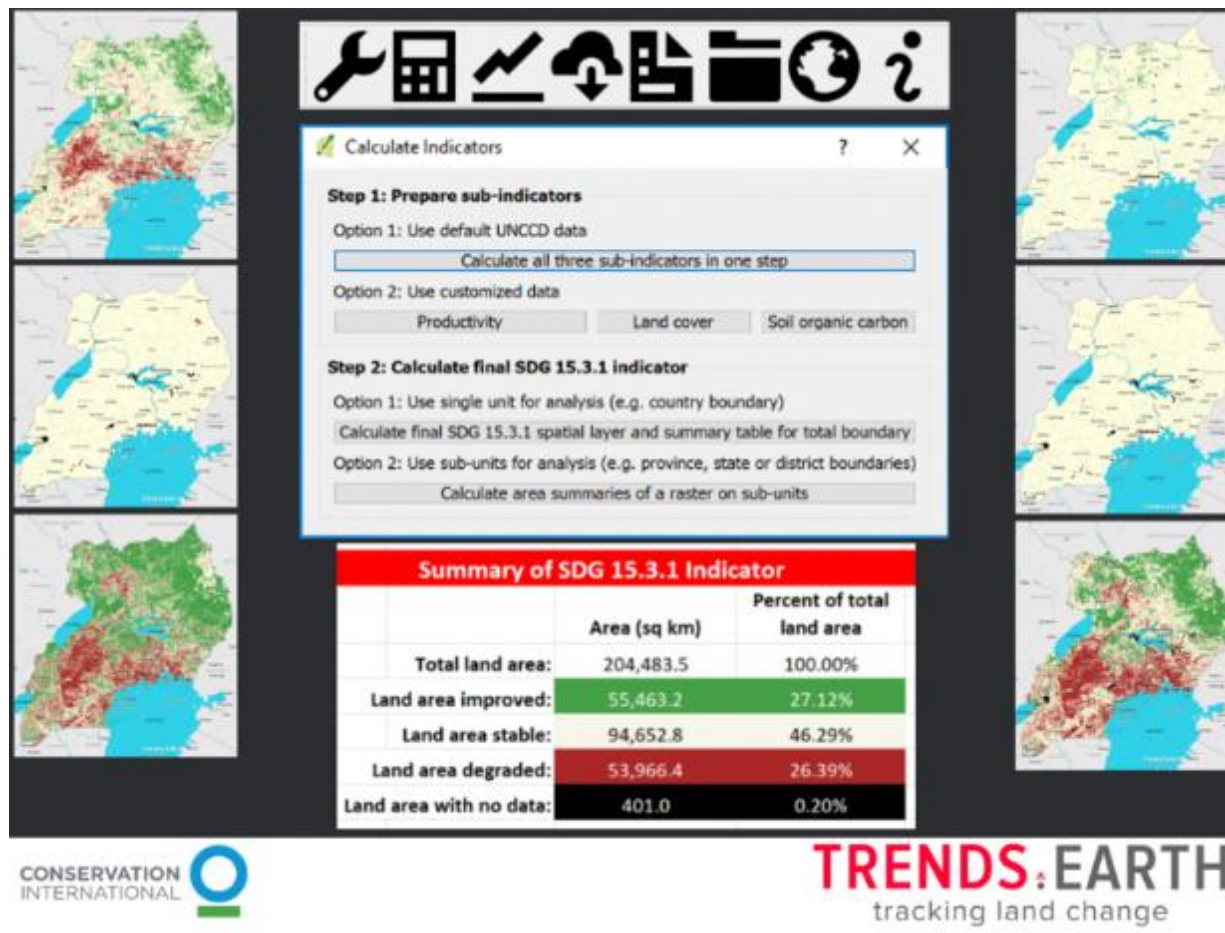 Calculate Indicators ? ×
Step 1: Prepare sub-indicators
Option 1: Use default UNCCD data
Calculate all three sub-indicators in one step
Option 2: Use customized data
Productivity Land cover Soil organic carbon
Step 2: Calculate final SDG 15.3.1 indicator
Option 1: Use single unit for analysis (e.g. country boundary)
Calculate final SDG 15.3.1 spatial layer and summary table for total boundary
Option 2: Use sub-units for analysis (e.g. province, state or district boundaries)
Calculate area summaries of a raster on sub-units
Summary of SDG 15.3.1 Indicator
Percent of total
Area (sq km) land area
Total land area: 204,483.5 100.00%
Land area improved: 55,463.2 27.12%
Land area stable: 94,652.8 46.29%
Land area degraded: 53,966.4 26.39%
Land area with no data: 401.0 0.20%
CONSERVATION
INTERNATIONAL
TRENDS.EARTH
tracking land change